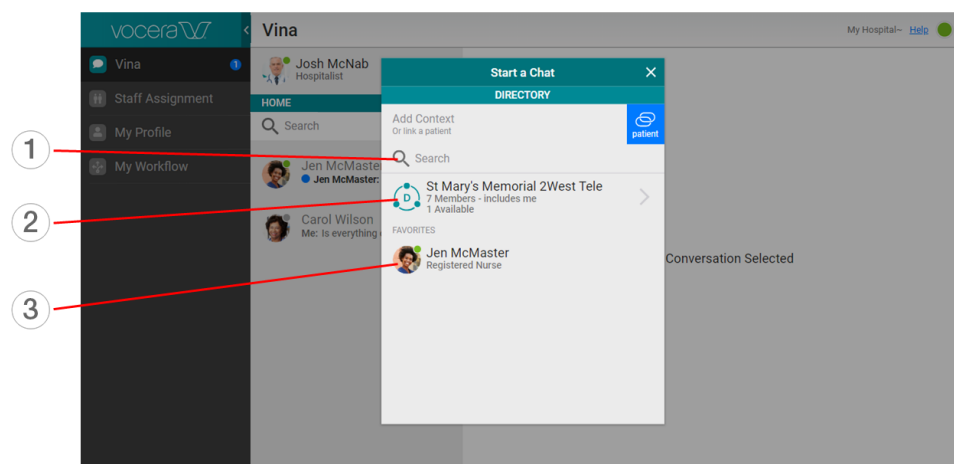 vocera
Vina
My Hospital~ Help
Vina 1
Staff Assignment
My Profile
My Workflow
Josh McNab
Hospitalist
HOME
Search
Jen McMaste
Jen McMaster:
Carol Wilson
Me: Is everything
Start a Chat
DIRECTORY
Add Context
Or link a patient
patient
Search
D
St Mary's Memorial 2West Tele
7 Members - includes me
1 Available
FAVORITES
Jen McMaster
Registered Nurse
Conversation Selected
1
2
3